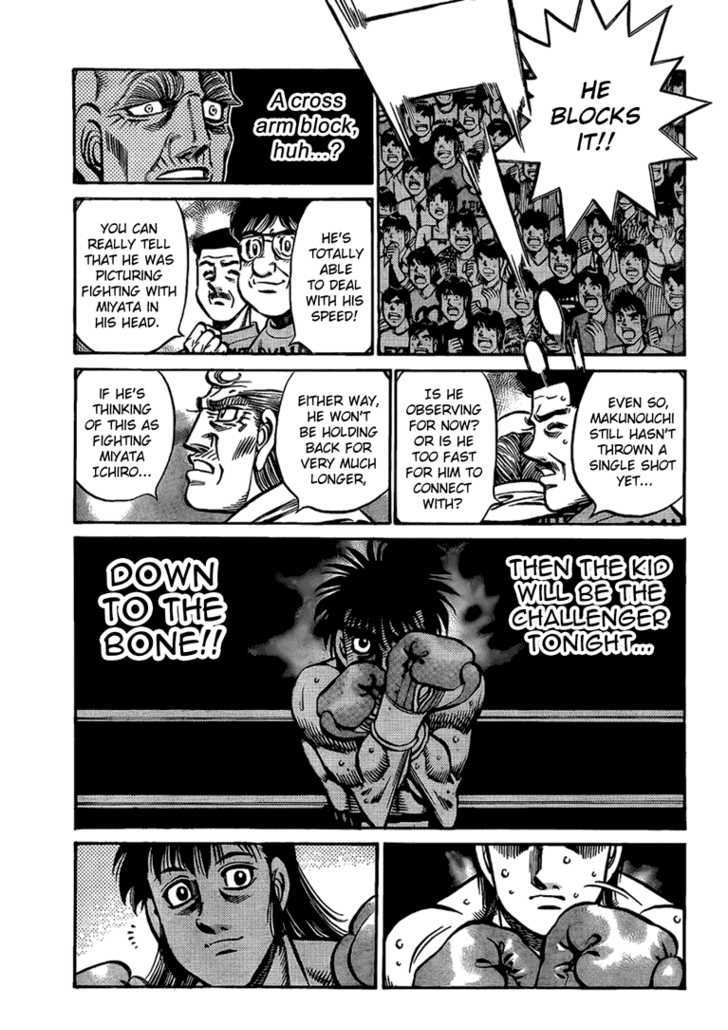 HE
BLOCKS
IT!!
A cross
arm block,
huh...?
HE'S
TOTALLY
ABLE
TO DEAL
WITH HIS
SPEED!
YOU CAN
REALLY TELL
THAT HE WAS
PICTURING
FIGHTING WITH
MIYATA IN
HIS HEAD.
EVEN SO,
MAKUNOUCHI
STILL HASN'T
THROWN A
SINGLE SHOT
YET...
IS HE
OBSERVING
FOR NOW?
OR IS HE
TOO FAST
FOR HIM TO
CONNECT
WITH?
EITHER WAY,
HE WON'T
BE HOLDING
BACK FOR
VERY MUCH
LONGER,
IF HE'S
THINKING
OF THIS AS
FIGHTING
MIYATA
ICHIRO...
THEN THE KID
WILL BE THE
CHALLENGER
TONIGHT...
DOWN
TO THE
BONE!!